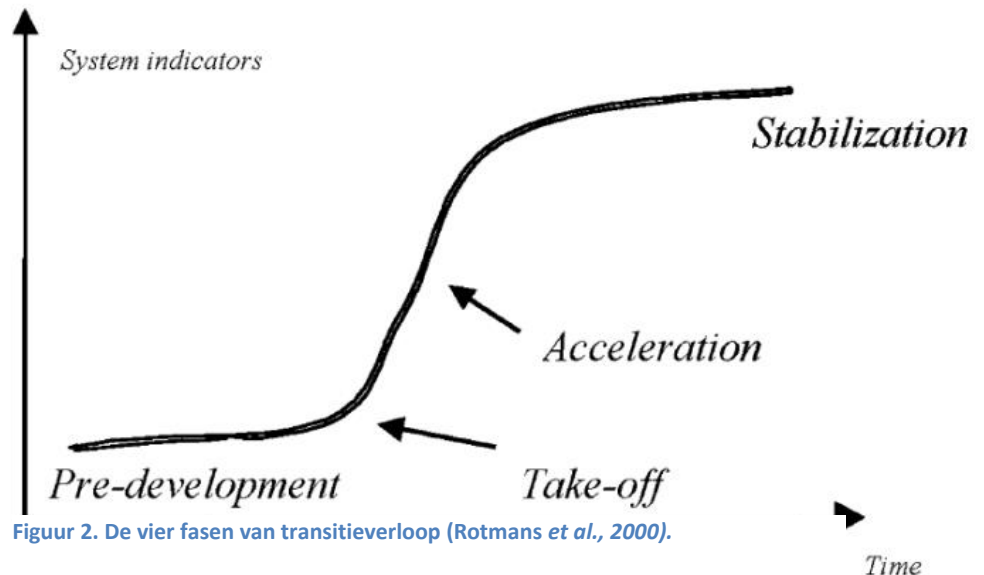 System indicators
Stabilization
Acceleration
Pre-development
Take-off
Figuur 2. De vier fasen van transitieverloop (Rotmans et al., 2000).
Time